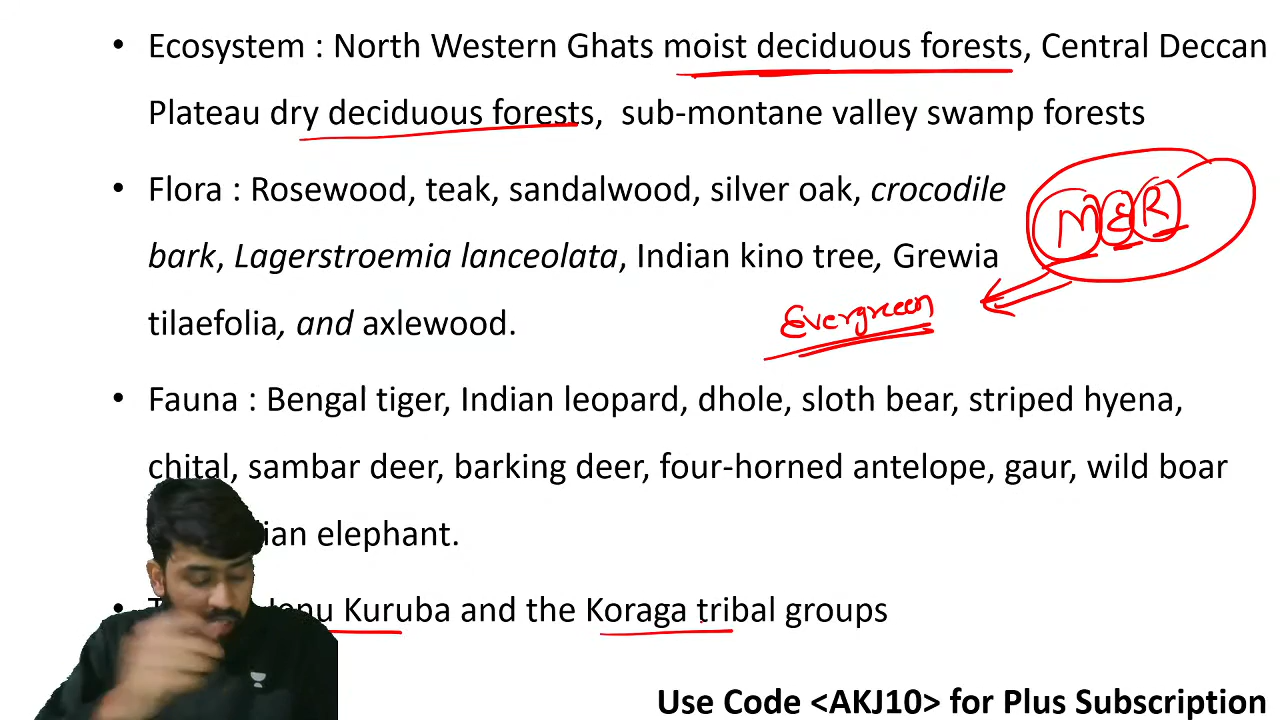 • Ecosystem : North Western Ghats moist deciduous forests, Central Deccan
Plateau dry deciduous forests, sub-montane valley swamp forests
• Flora : Rosewood, teak, sandalwood, silver oak, crocodile
bark, Lagerstroemia lanceolata, Indian kino tree, Grewia
tilaefolia, and axlewood.
MER
Evergreen
• Fauna : Bengal tiger, Indian leopard, dhole, sloth bear, striped hyena,
chital, sambar deer, barking deer, four-horned antelope, gaur, wild boar
elephant.
• Kuruba and the Koraga tribal groups
Use Code <AKJ10> for Plus Subscription